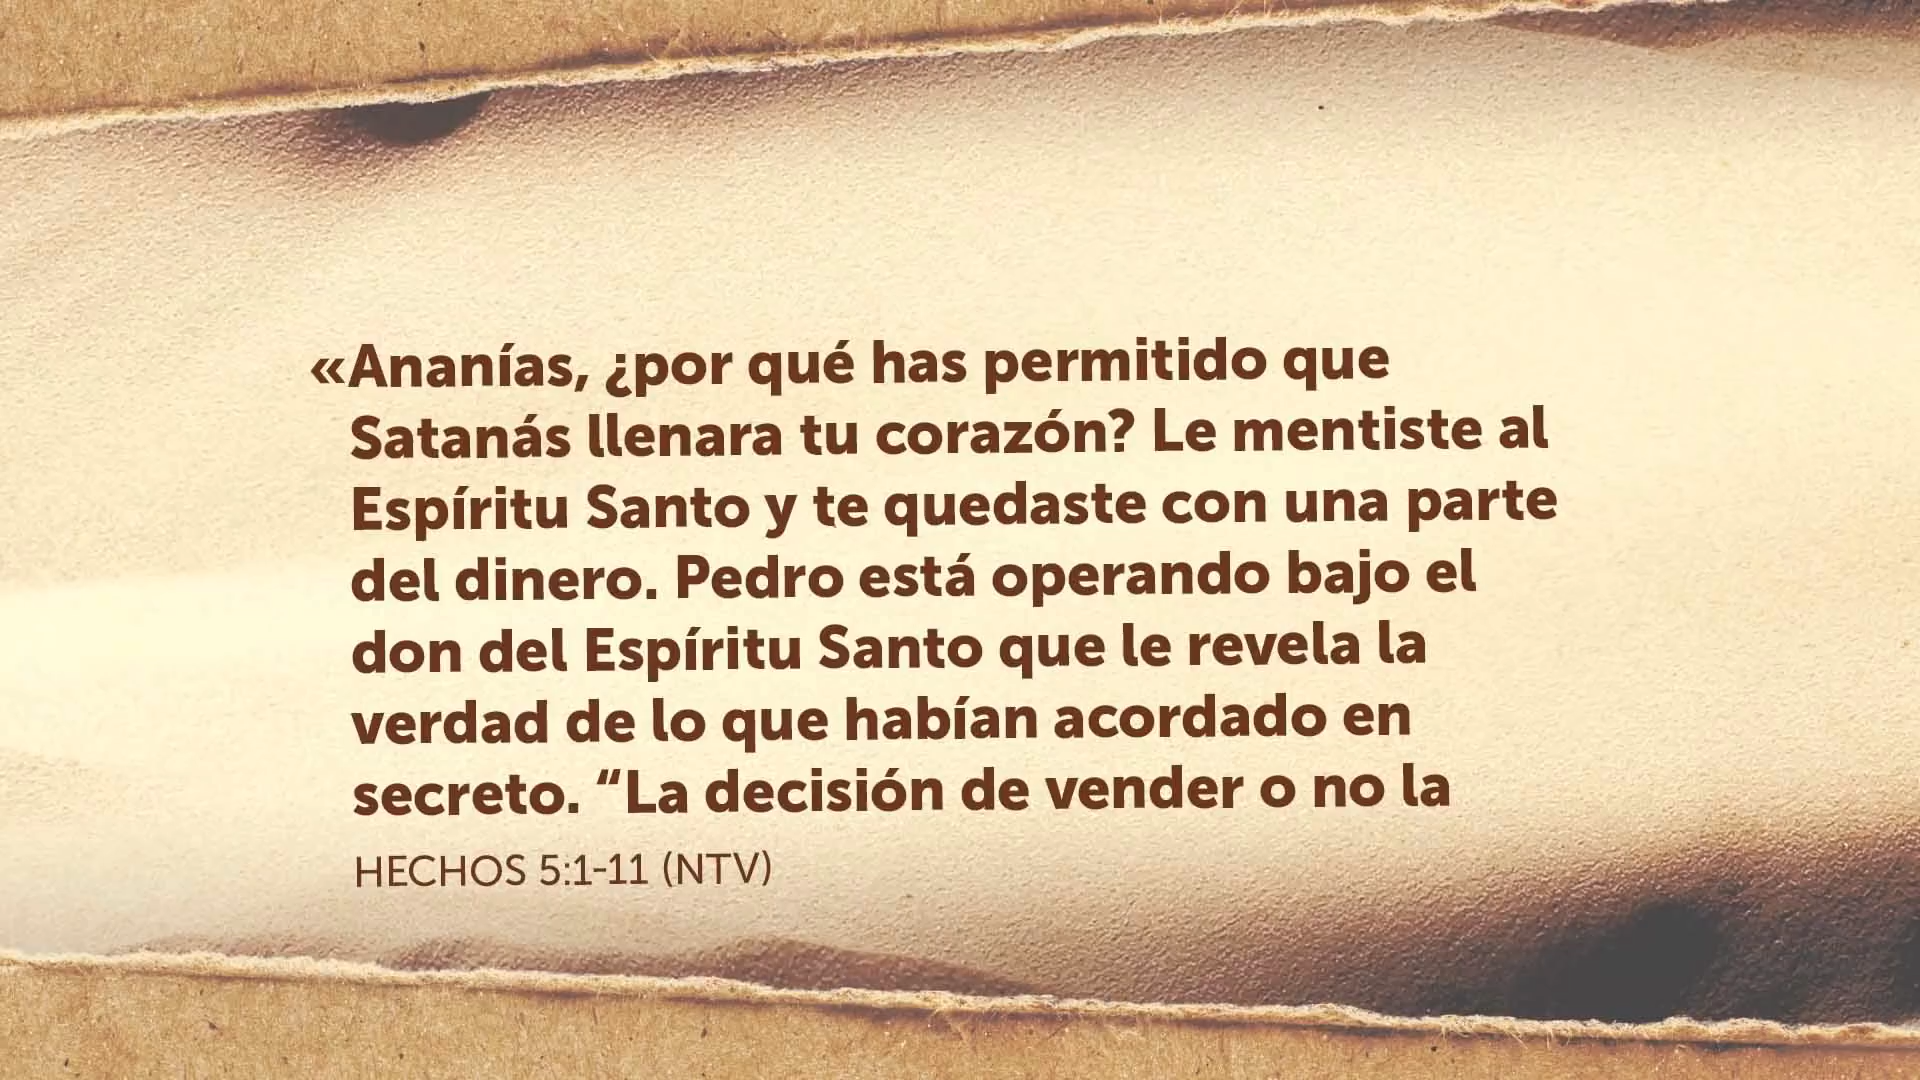 «Ananías, ¿por qué has permitido que
Satanás llenara tu corazón? Le mentiste al
Espíritu Santo y te quedaste con una parte
del dinero. Pedro está operando bajo el
don del Espíritu Santo que le revela la
verdad de lo que habían acordado en
secreto. “La decisión de vender o no la
HECHOS 5:1-11 (NTV)